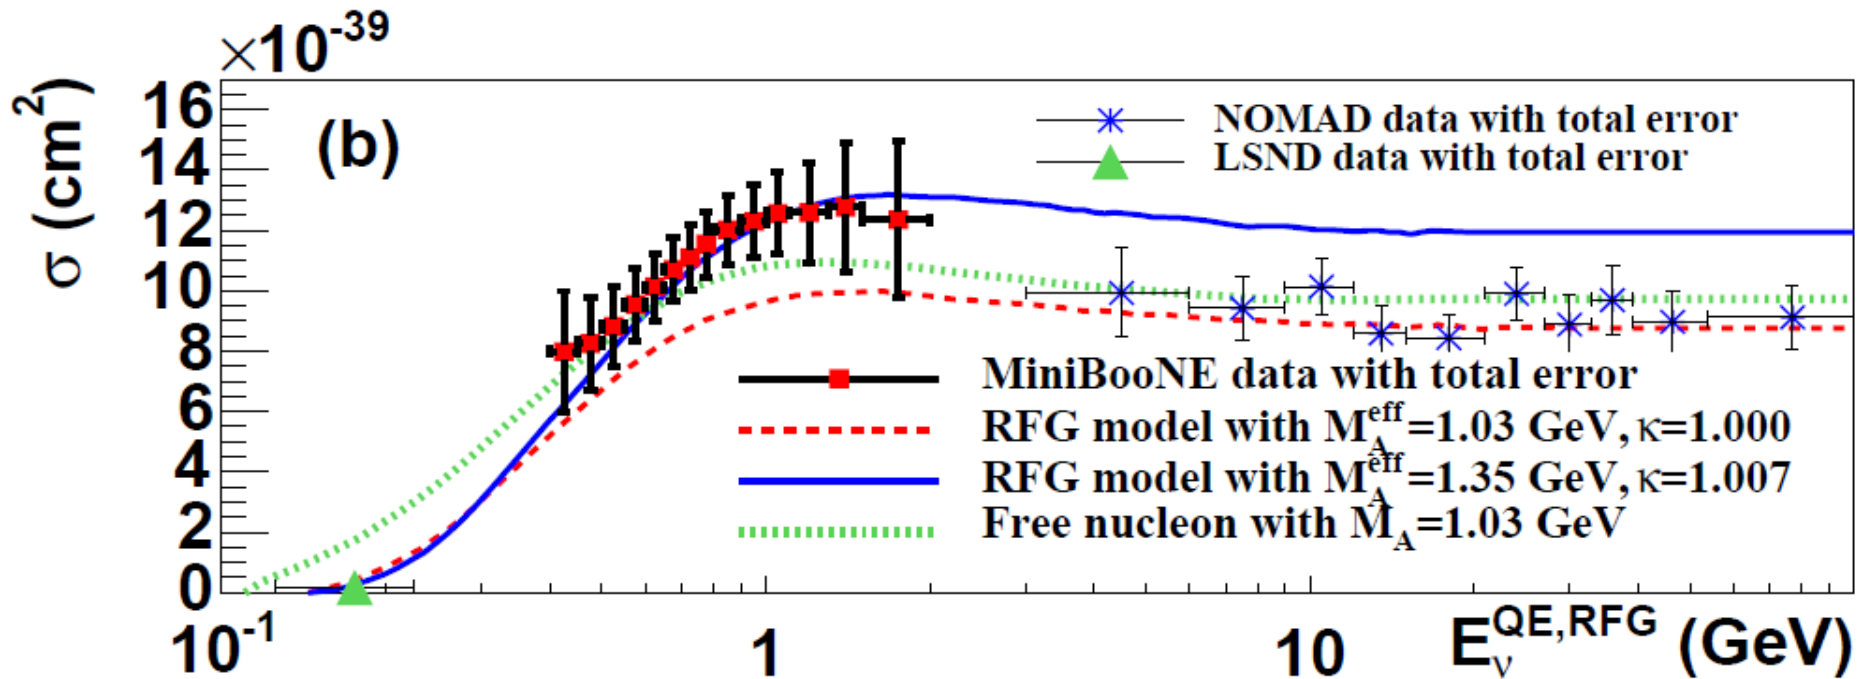 ×10⁻³⁹
σ (cm²)
16
14
12
10
8
6
4
2
0
(b)
NOMAD data with total error
LSND data with total error
MiniBooNE data with total error
RFG model with M_A^eff=1.03 GeV, κ=1.000
RFG model with M_A^eff=1.35 GeV, κ=1.007
Free nucleon with M_A=1.03 GeV
10⁻¹ 1 10 E_ν^QE,RFG (GeV)